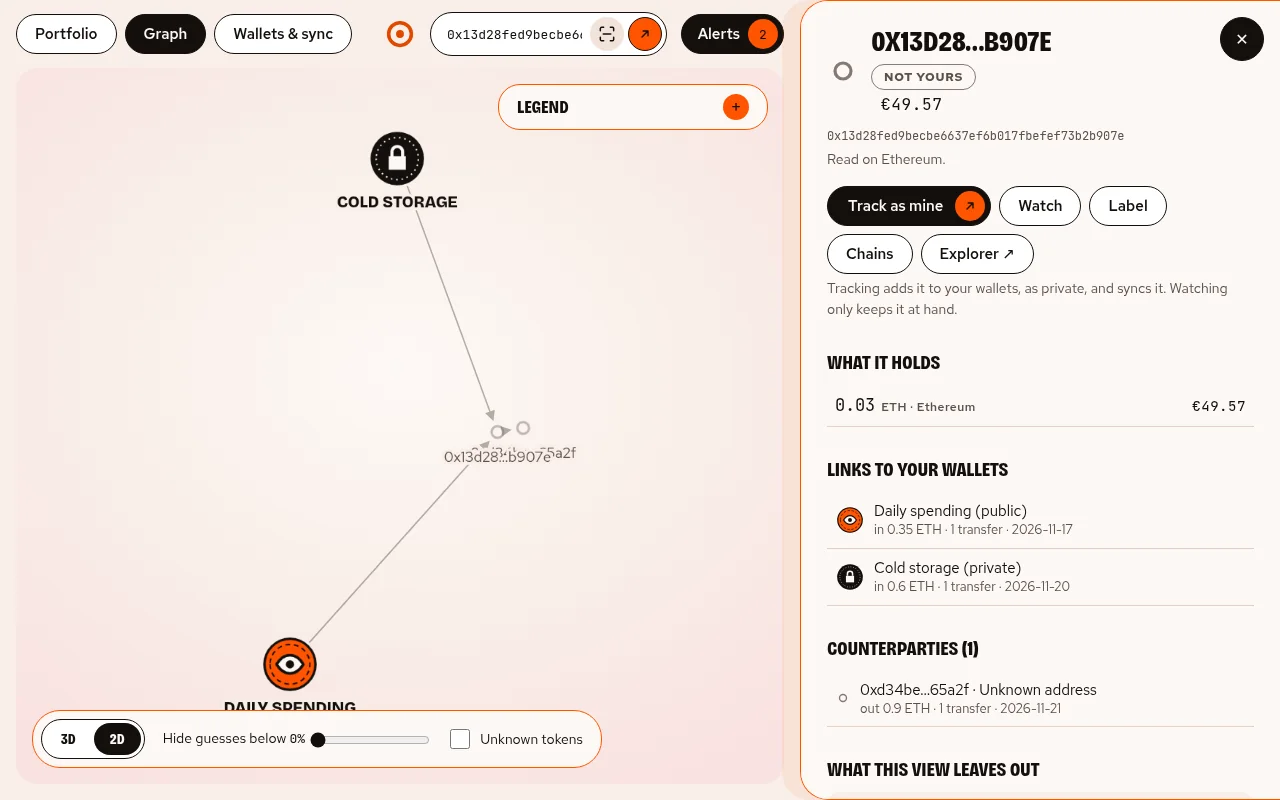 Portfolio
Graph
Wallets & sync
0x13d28fed9becbe6
Alerts 2
LEGEND +
COLD STORAGE
65a2f
0x13d28…b907e
DAILY SPENDING
3D
2D
Hide guesses below 0%
Unknown tokens
0X13D28…B907E
NOT YOURS
€49.57
0x13d28fed9becbe6637ef6b017fbefef73b2b907e
Read on Ethereum.
Track as mine ↗
Watch
Label
Chains
Explorer ↗
Tracking adds it to your wallets, as private, and syncs it. Watching
only keeps it at hand.
WHAT IT HOLDS
0.03 ETH · Ethereum €49.57
LINKS TO YOUR WALLETS
Daily spending (public)
in 0.35 ETH · 1 transfer · 2026-11-17
Cold storage (private)
in 0.6 ETH · 1 transfer · 2026-11-20
COUNTERPARTIES (1)
0xd34be…65a2f · Unknown address
out 0.9 ETH · 1 transfer · 2026-11-21
WHAT THIS VIEW LEAVES OUT